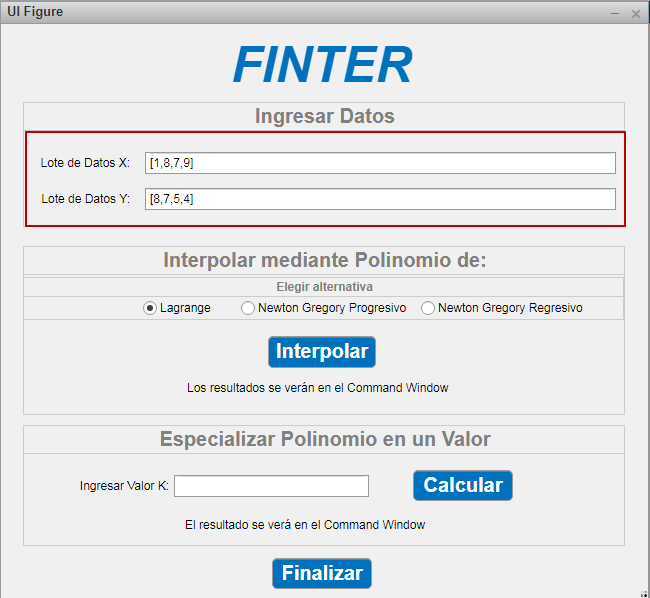 UI Figure
FINTER
Ingresar Datos
Lote de Datos X: [1,8,7,9]
Lote de Datos Y: [8,7,5,4]
Interpolar mediante Polinomio de:
Elegir alternativa
Lagrange Newton Gregory Progresivo Newton Gregory Regresivo
Interpolar
Los resultados se verán en el Command Window
Especializar Polinomio en un Valor
Ingresar Valor K: Calcular
El resultado se verá en el Command Window
Finalizar